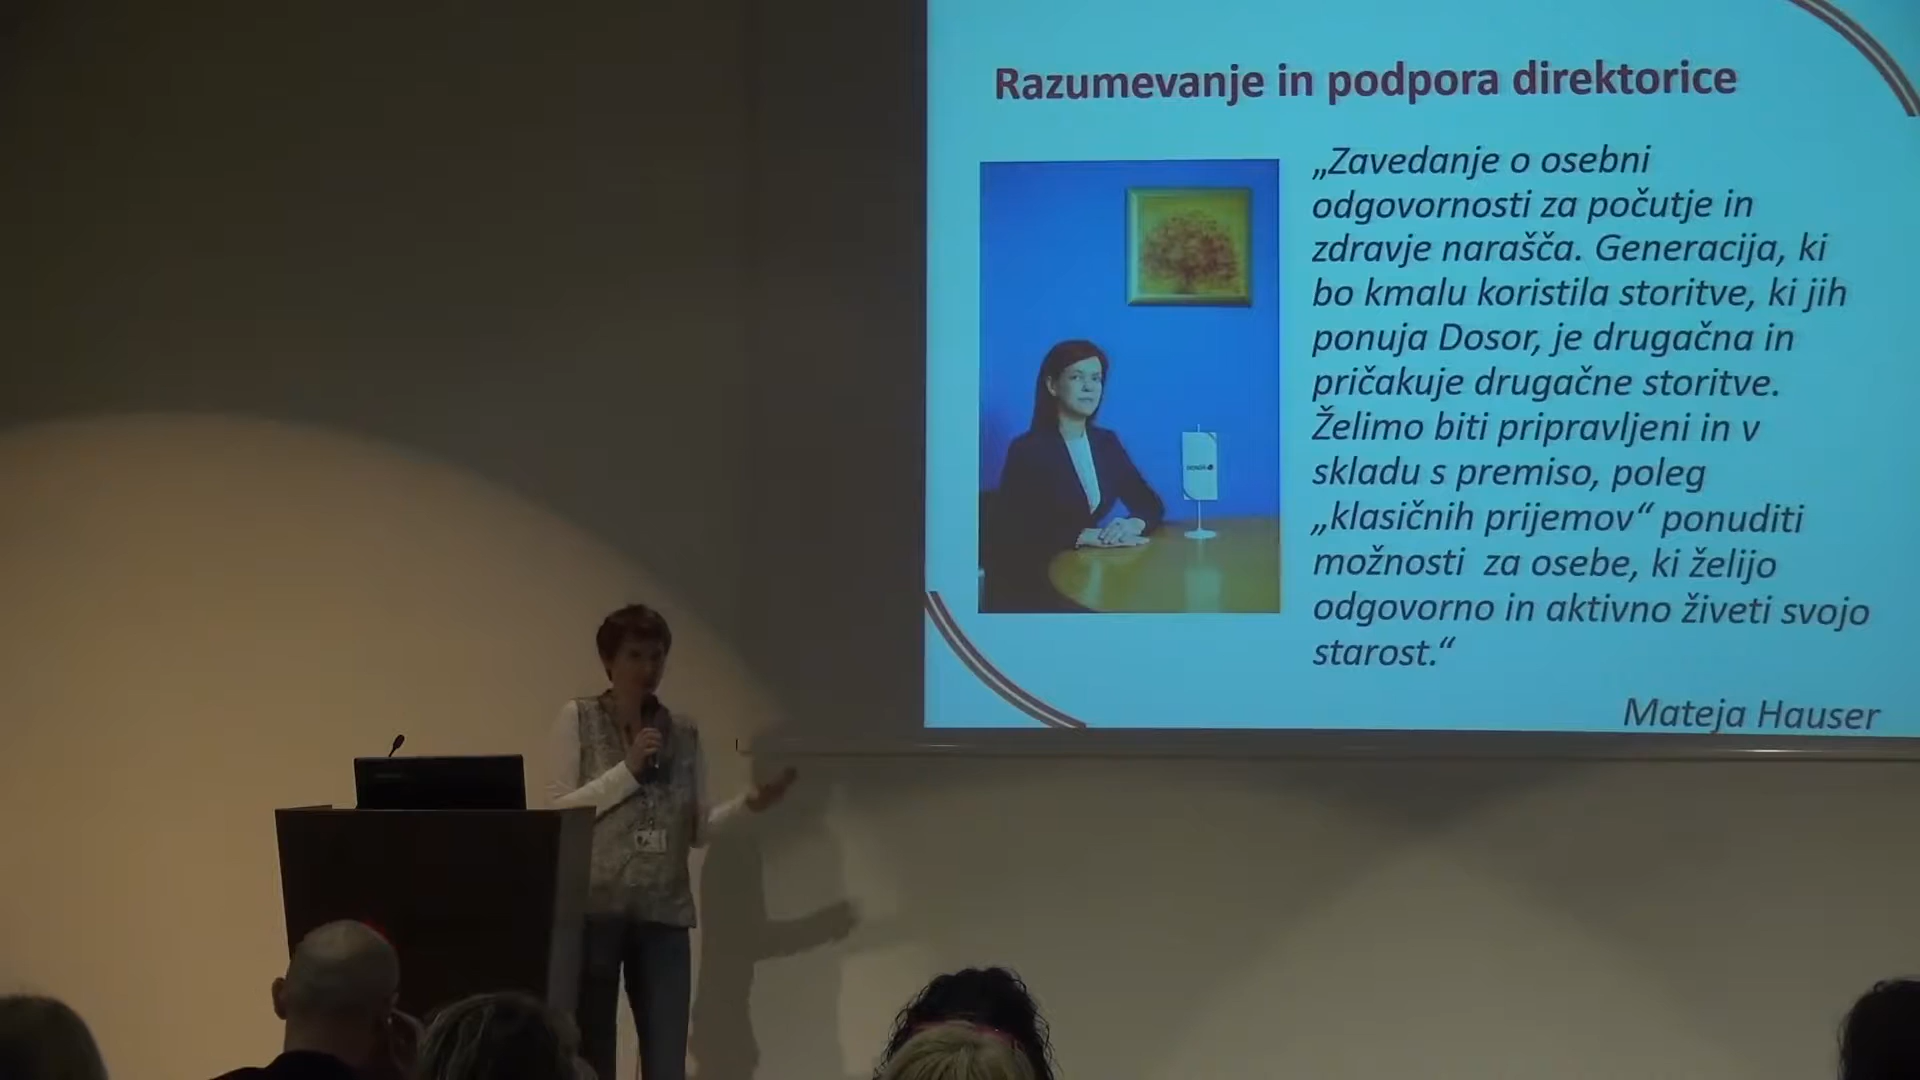 Razumevanje in podpora direktorice
„Zavedanje o osebni
odgovornosti za počutje in
zdravje narašča. Generacija, ki
bo kmalu koristila storitve, ki jih
ponuja Dosor, je drugačna in
pričakuje drugačne storitve.
Želimo biti pripravljeni in v
skladu s premiso, poleg
„klasičnih prijemov“ ponuditi
možnosti  za osebe, ki želijo
odgovorno in aktivno živeti svojo
starost.“
Mateja Hauser